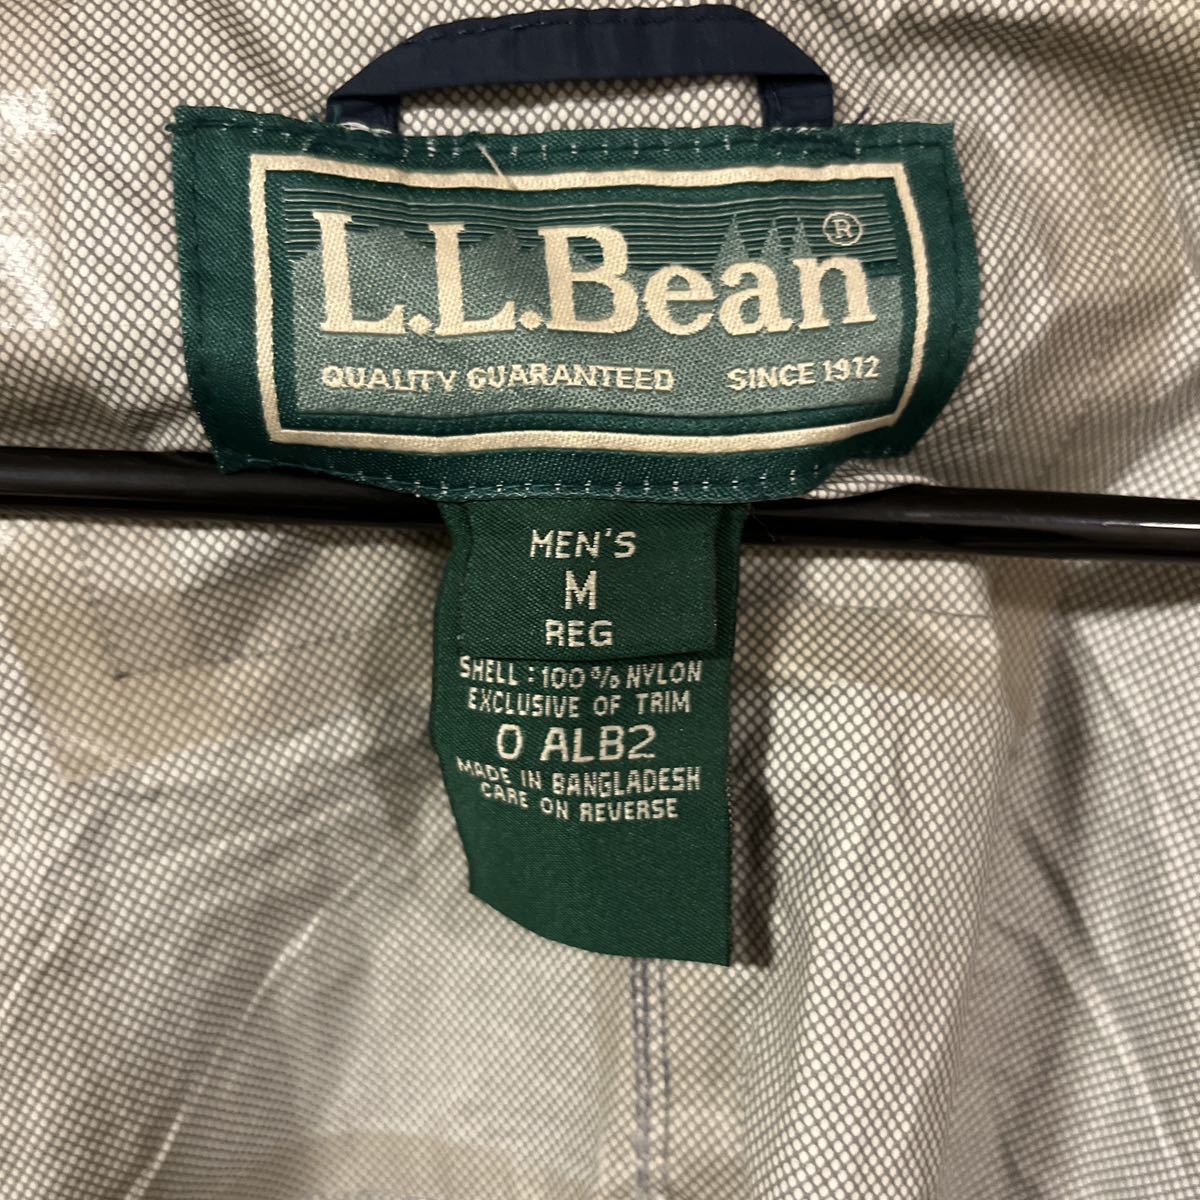 L.L.Bean®
QUALITY GUARANTEED SINCE 1912
MEN'S
M
REG
SHELL : 100% NYLON
EXCLUSIVE OF TRIM
0 ALB2
MADE IN BANGLADESH
CARE ON REVERSE